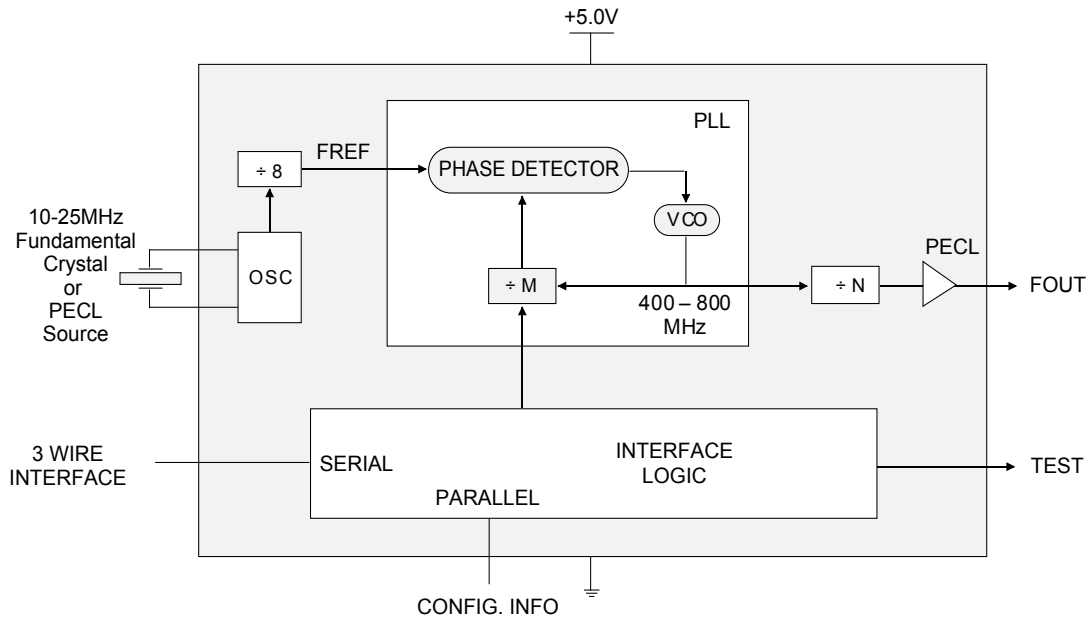 +5.0V
PLL
FREF
PHASE DETECTOR
÷ 8
VCO
10-25MHz
Fundamental
Crystal
or
PECL
Source
OSC
÷ M
400 – 800
MHz
÷ N
PECL
FOUT
3 WIRE
INTERFACE
SERIAL
PARALLEL
INTERFACE
LOGIC
TEST
CONFIG. INFO